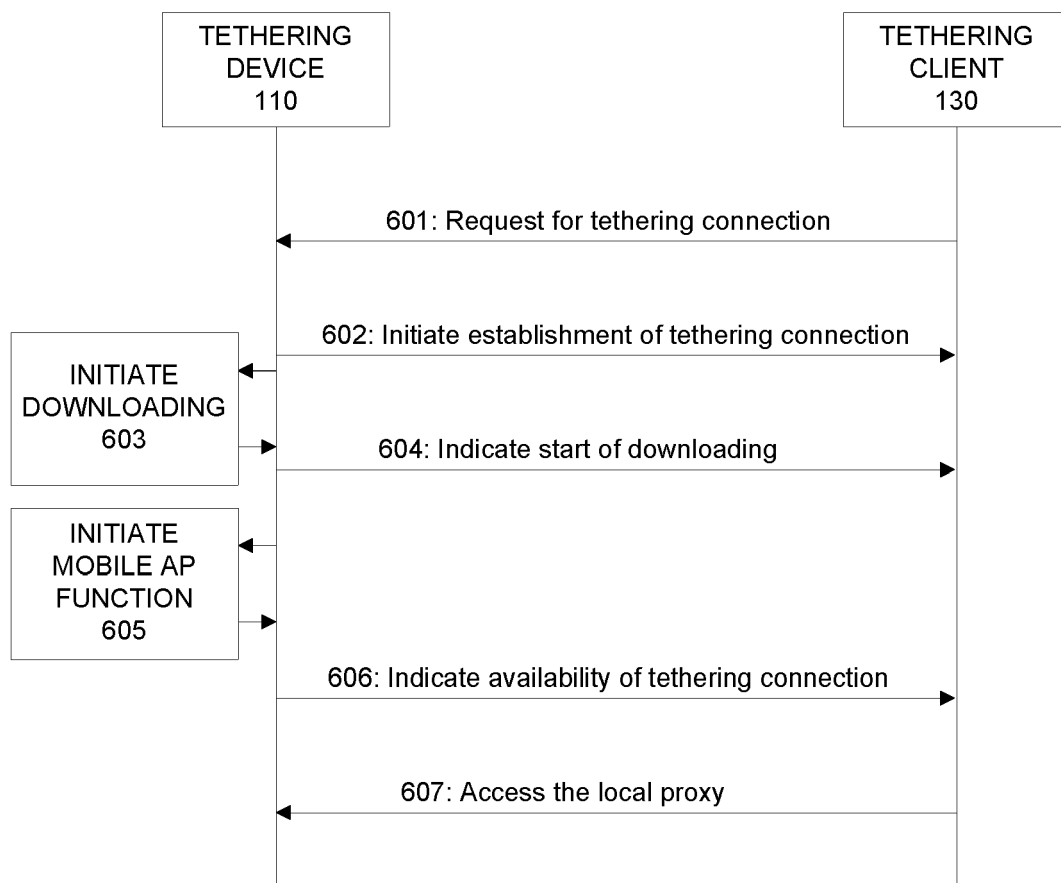 TETHERING
DEVICE
110
TETHERING
CLIENT
130
601: Request for tethering connection
602: Initiate establishment of tethering connection
INITIATE
DOWNLOADING
603
604: Indicate start of downloading
INITIATE
MOBILE AP
FUNCTION
605
606: Indicate availability of tethering connection
607: Access the local proxy